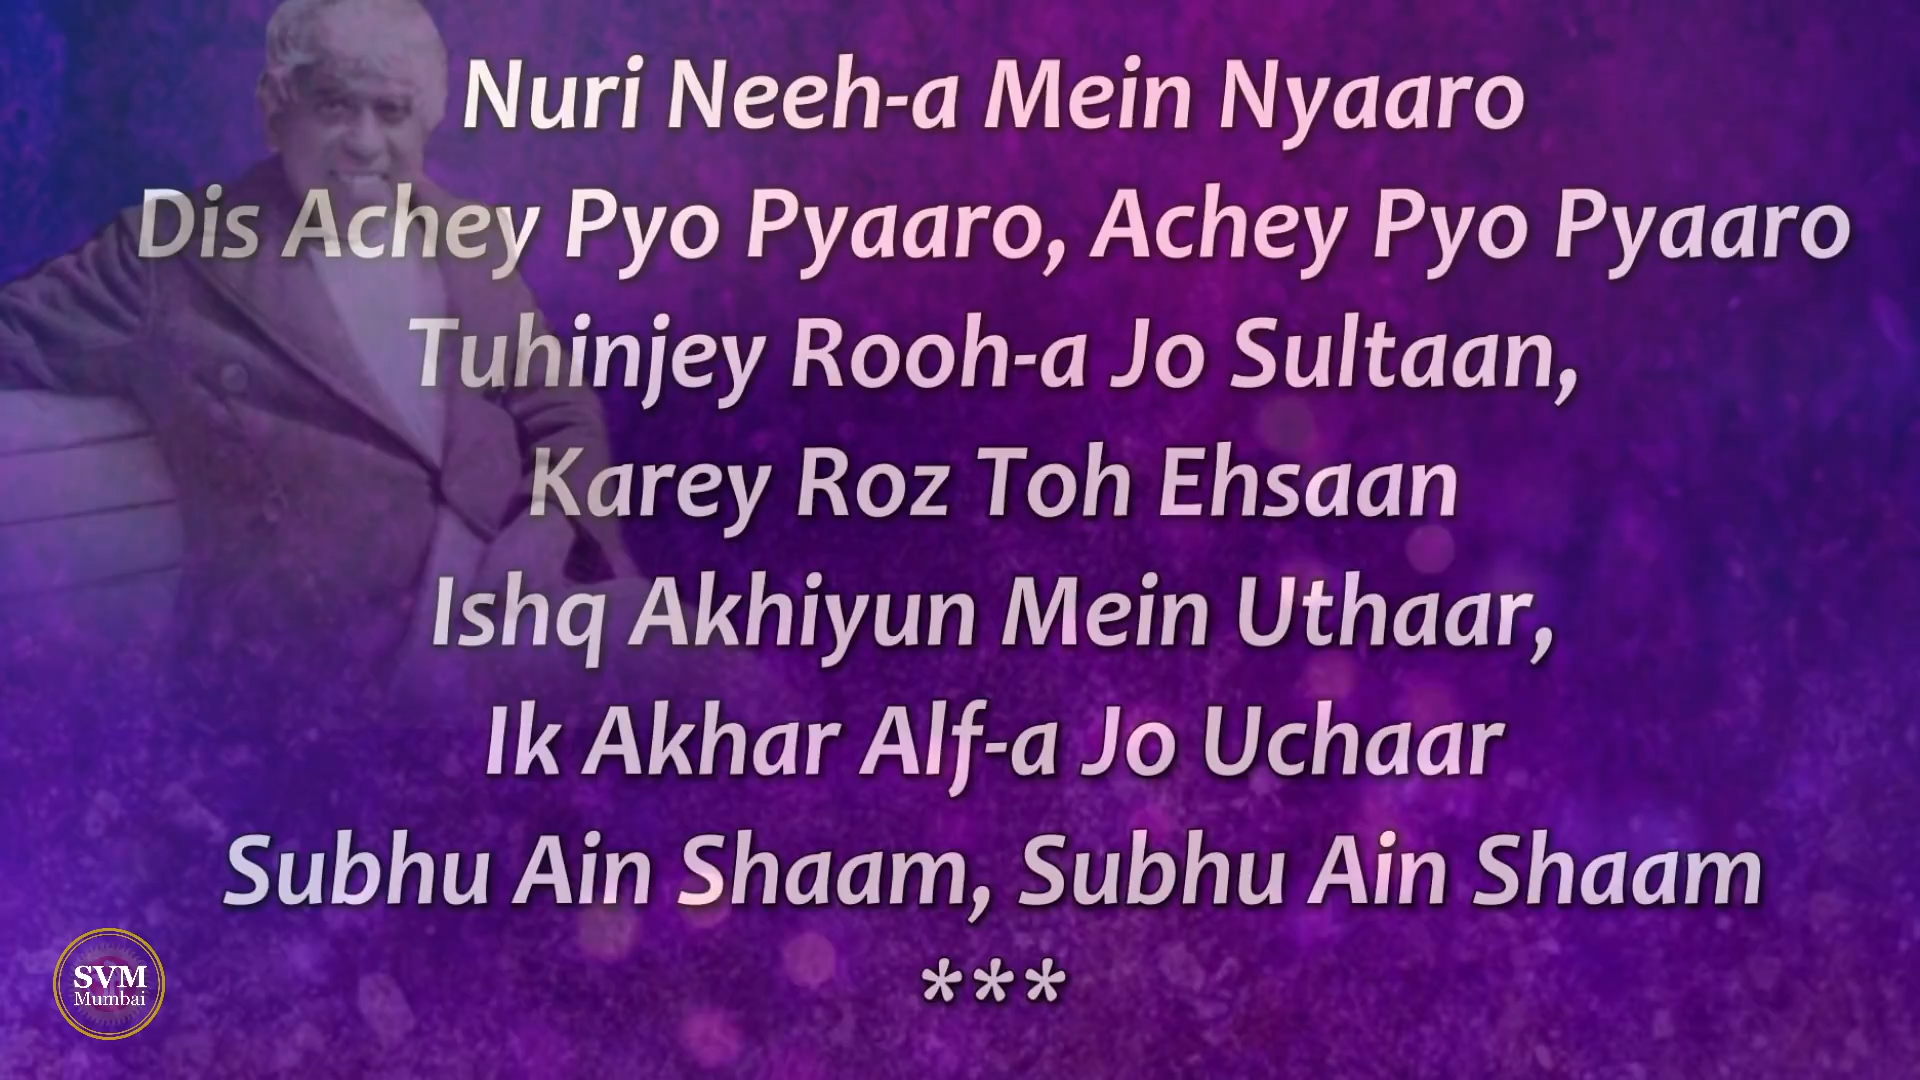 Nuri Neeh-a Mein Nyaaro
Dis Achey Pyo Pyaaro, Achey Pyo Pyaaro
Tuhinjey Rooh-a Jo Sultaan,
Karey Roz Toh Ehsaan
Ishq Akhiyun Mein Uthaar,
Ik Akhar Alf-a Jo Uchaar
Subhu Ain Shaam, Subhu Ain Shaam
***
SVM
Mumbai